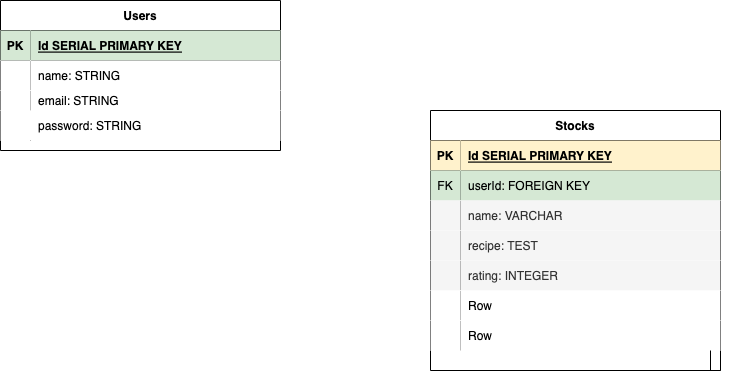 Users
PK Id SERIAL PRIMARY KEY
name: STRING
email: STRING
password: STRING
Stocks
PK Id SERIAL PRIMARY KEY
FK userId: FOREIGN KEY
name: VARCHAR
recipe: TEST
rating: INTEGER
Row
Row